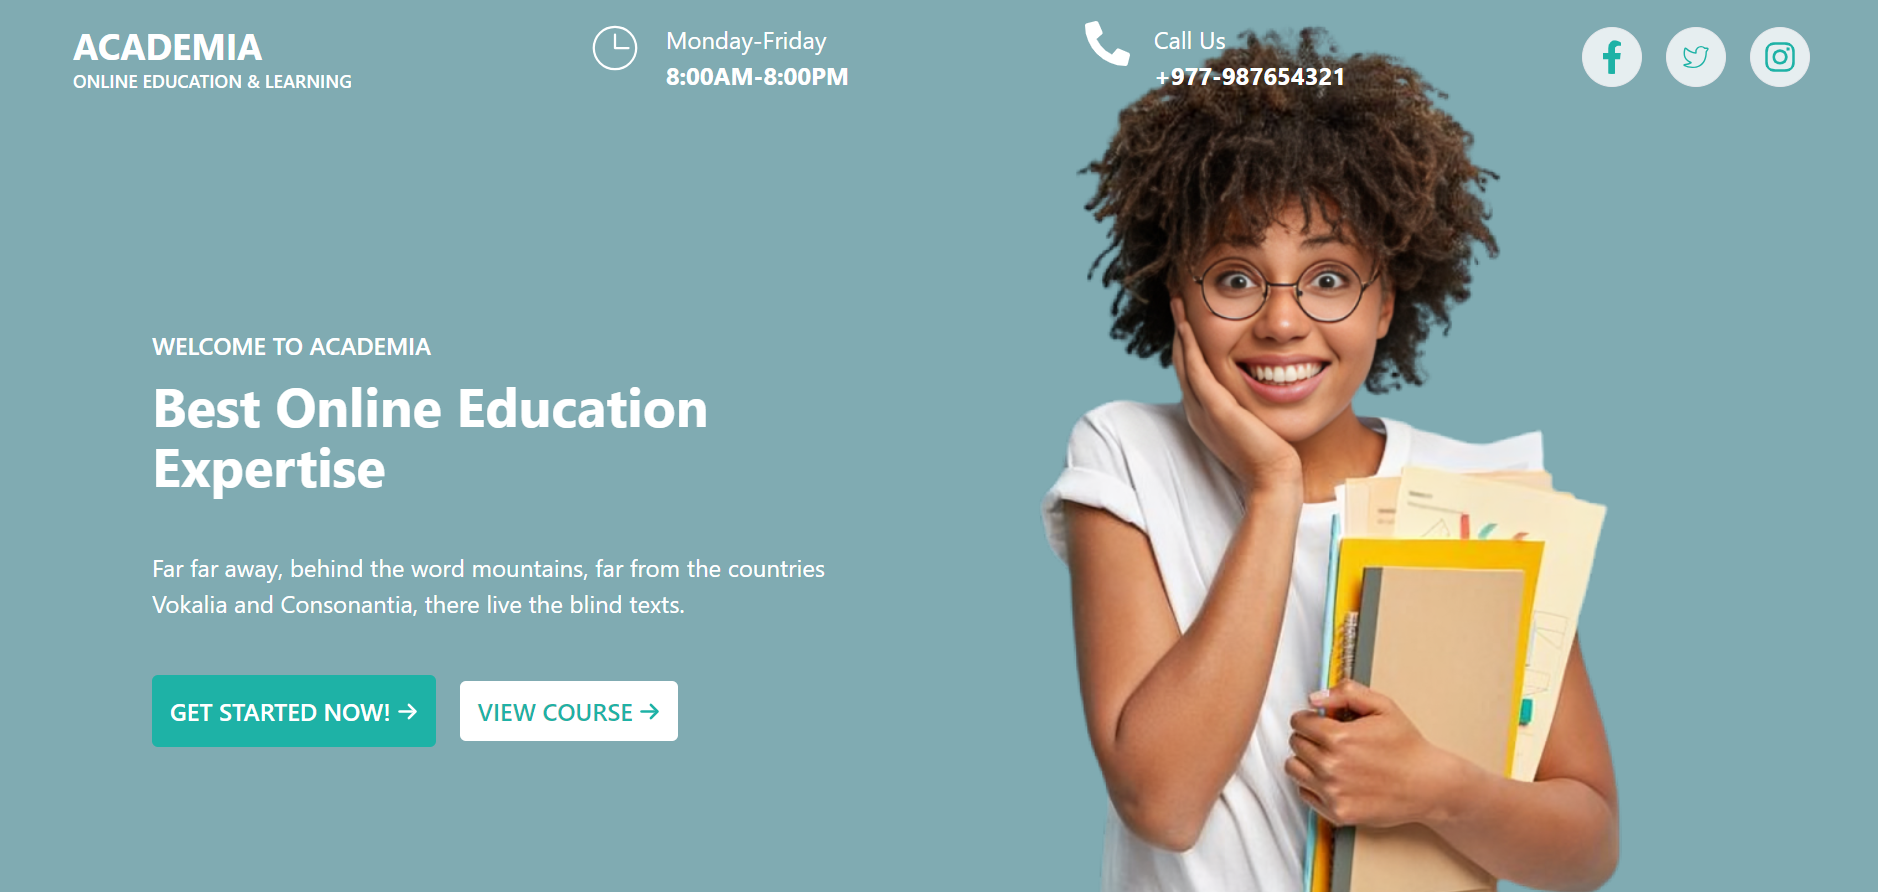 ACADEMIA
ONLINE EDUCATION & LEARNING
Monday-Friday
8:00AM-8:00PM
Call Us
+977-987654321
WELCOME TO ACADEMIA
Best Online Education
Expertise
Far far away, behind the word mountains, far from the countries
Vokalia and Consonantia, there live the blind texts.
GET STARTED NOW! →
VIEW COURSE →